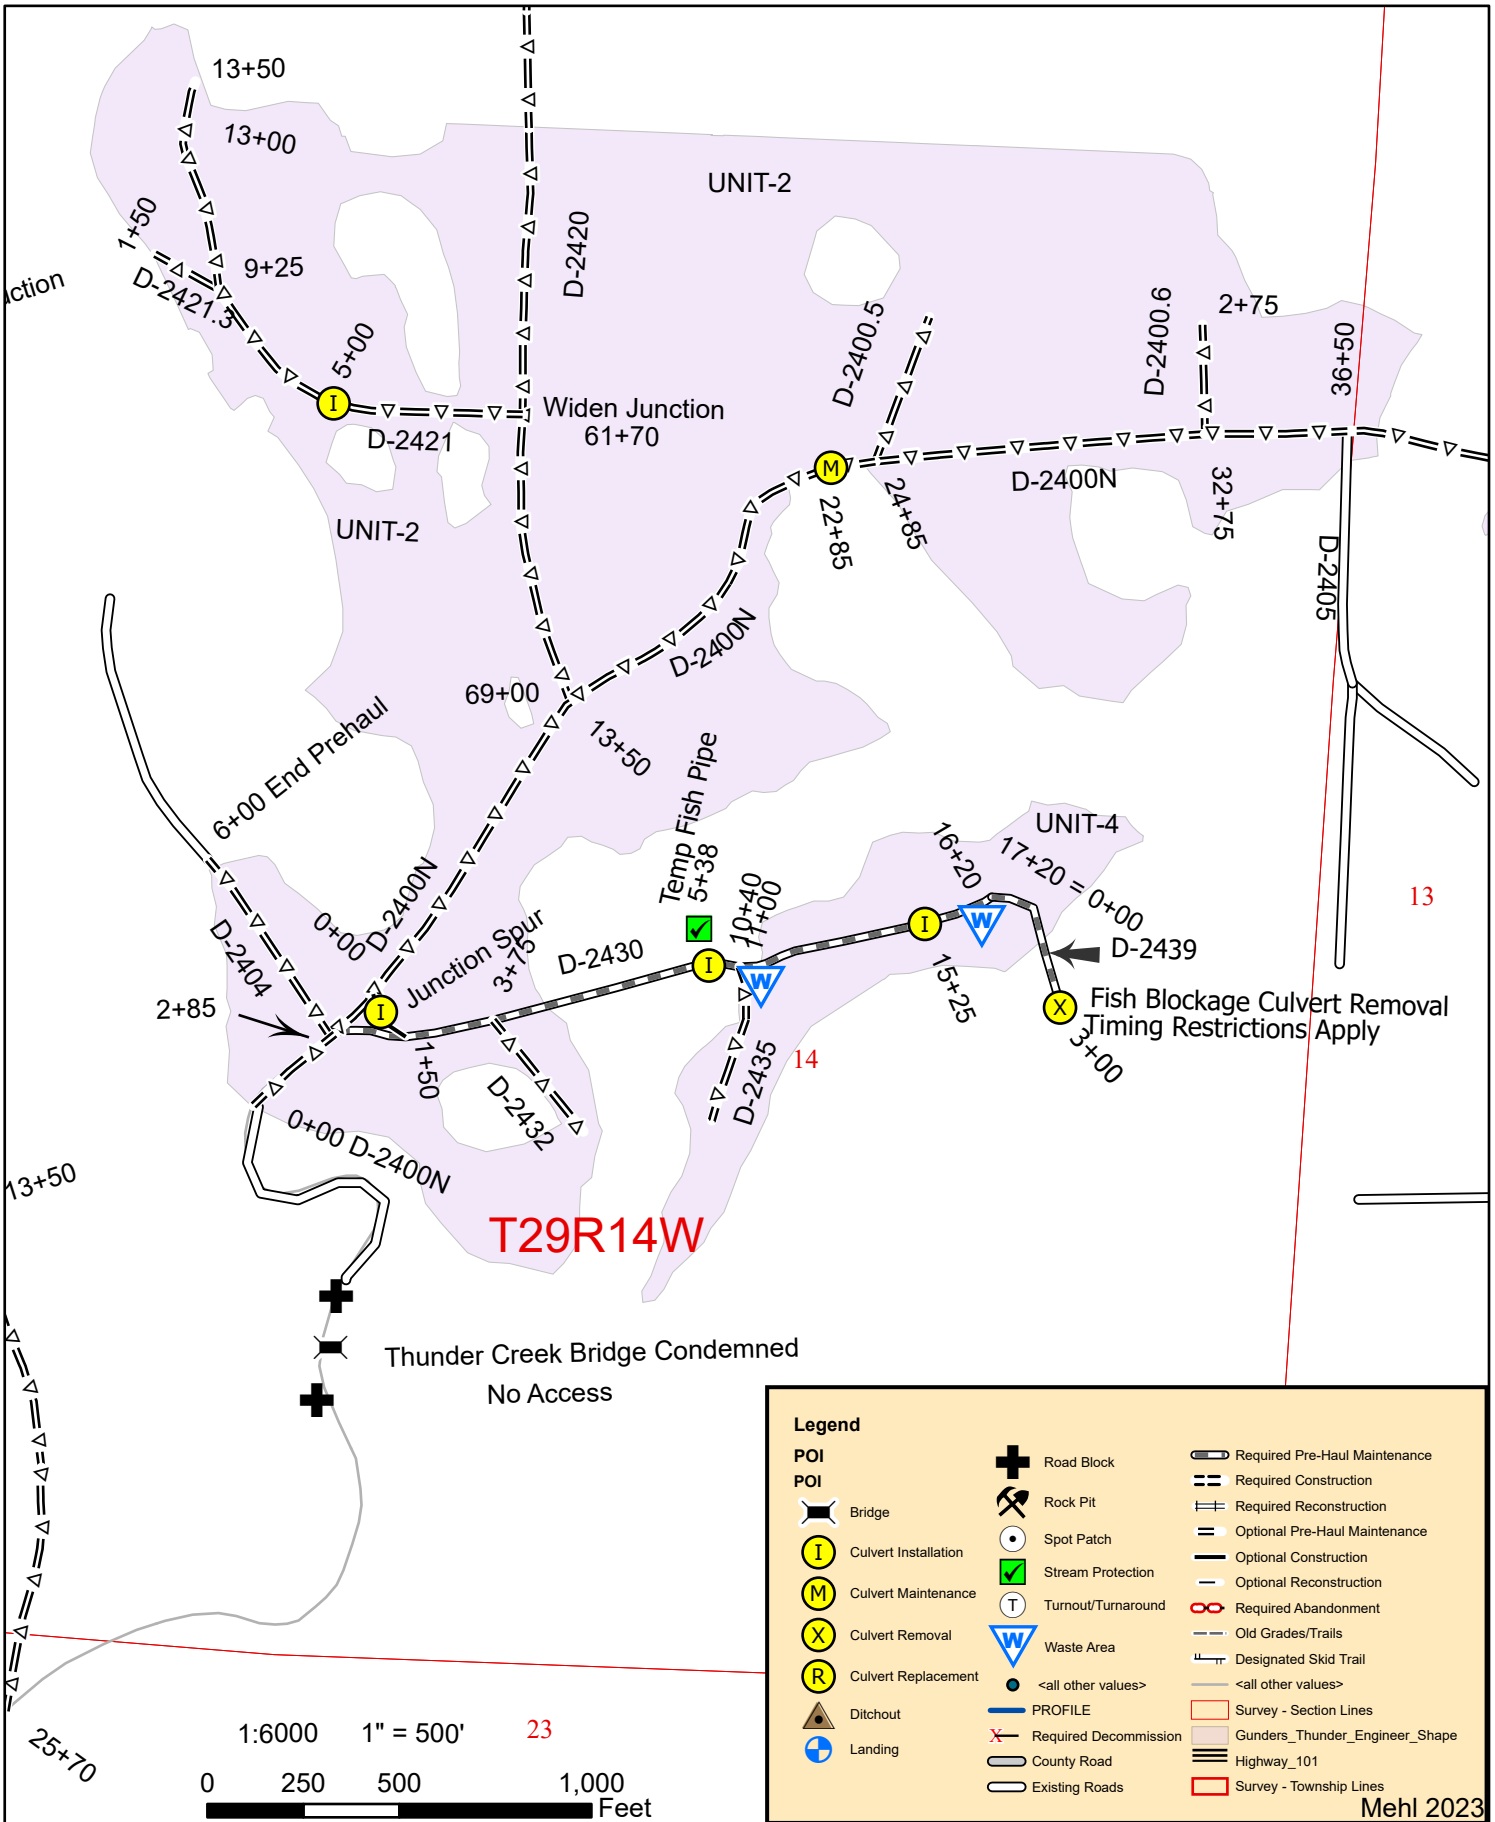 13+50
13+00
UNIT-2
1+50
D-2420
9+25
D-2421.3
D-2400.5
D-2400.6
2+75
36+50
5+00
Widen Junction
61+70
D-2421
M
I
D-2400N
22+85
24+85
32+75
UNIT-2
D-2405
D-2400N
69+00
13+50
6+00 End Prehaul
Temp Fish Pipe
5+38
UNIT-4
16+20
17+20 = 0+00
D-2400N
0+00
10+40
11+00
13
Junction Spur
3+75
D-2430
I
I
I
W
W
D-2439
D-2404
2+85
15+25
X
Fish Blockage Culvert Removal
Timing Restrictions Apply
3+00
1+50
14
D-2435
D-2432
0+00 D-2400N
13+50
T29R14W
Thunder Creek Bridge Condemned
No Access
25+70
1:6000 1" = 500'
23
0 250 500 1,000
Feet
Legend
POI
POI
Bridge
I Culvert Installation
M Culvert Maintenance
X Culvert Removal
R Culvert Replacement
Ditchout
Landing
Road Block
Rock Pit
Spot Patch
Stream Protection
T Turnout/Turnaround
W Waste Area
<all other values>
PROFILE
X Required Decommission
County Road
Existing Roads
Required Pre-Haul Maintenance
Required Construction
Required Reconstruction
Optional Pre-Haul Maintenance
Optional Construction
Optional Reconstruction
Required Abandonment
Old Grades/Trails
Designated Skid Trail
<all other values>
Survey - Section Lines
Gunders_Thunder_Engineer_Shape
Highway_101
Survey - Township Lines
Mehl 2023